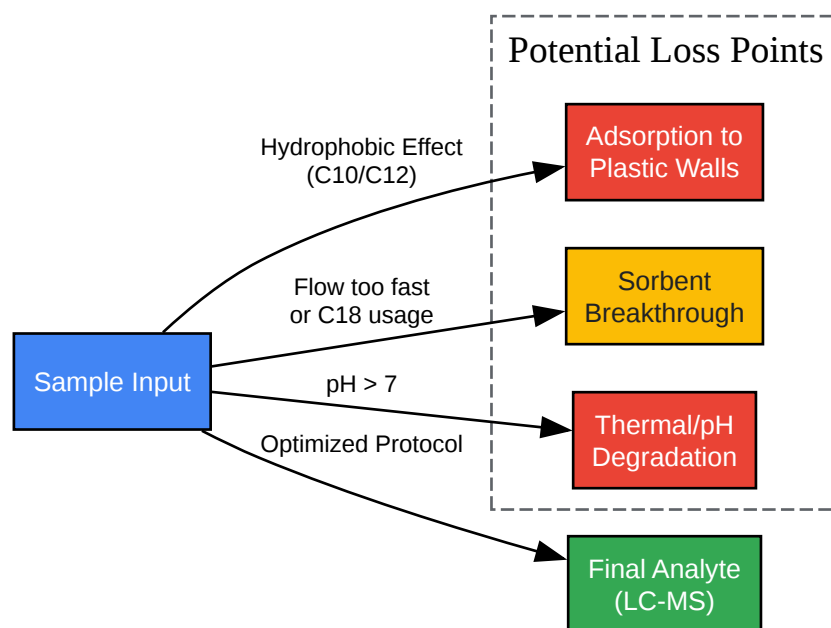 Potential Loss Points
Hydrophobic Effect
(C10/C12)
Adsorption to
Plastic Walls
Flow too fast
or C18 usage
Sorbent
Breakthrough
Sample Input
pH > 7
Thermal/pH
Degradation
Optimized Protocol
Final Analyte
(LC-MS)